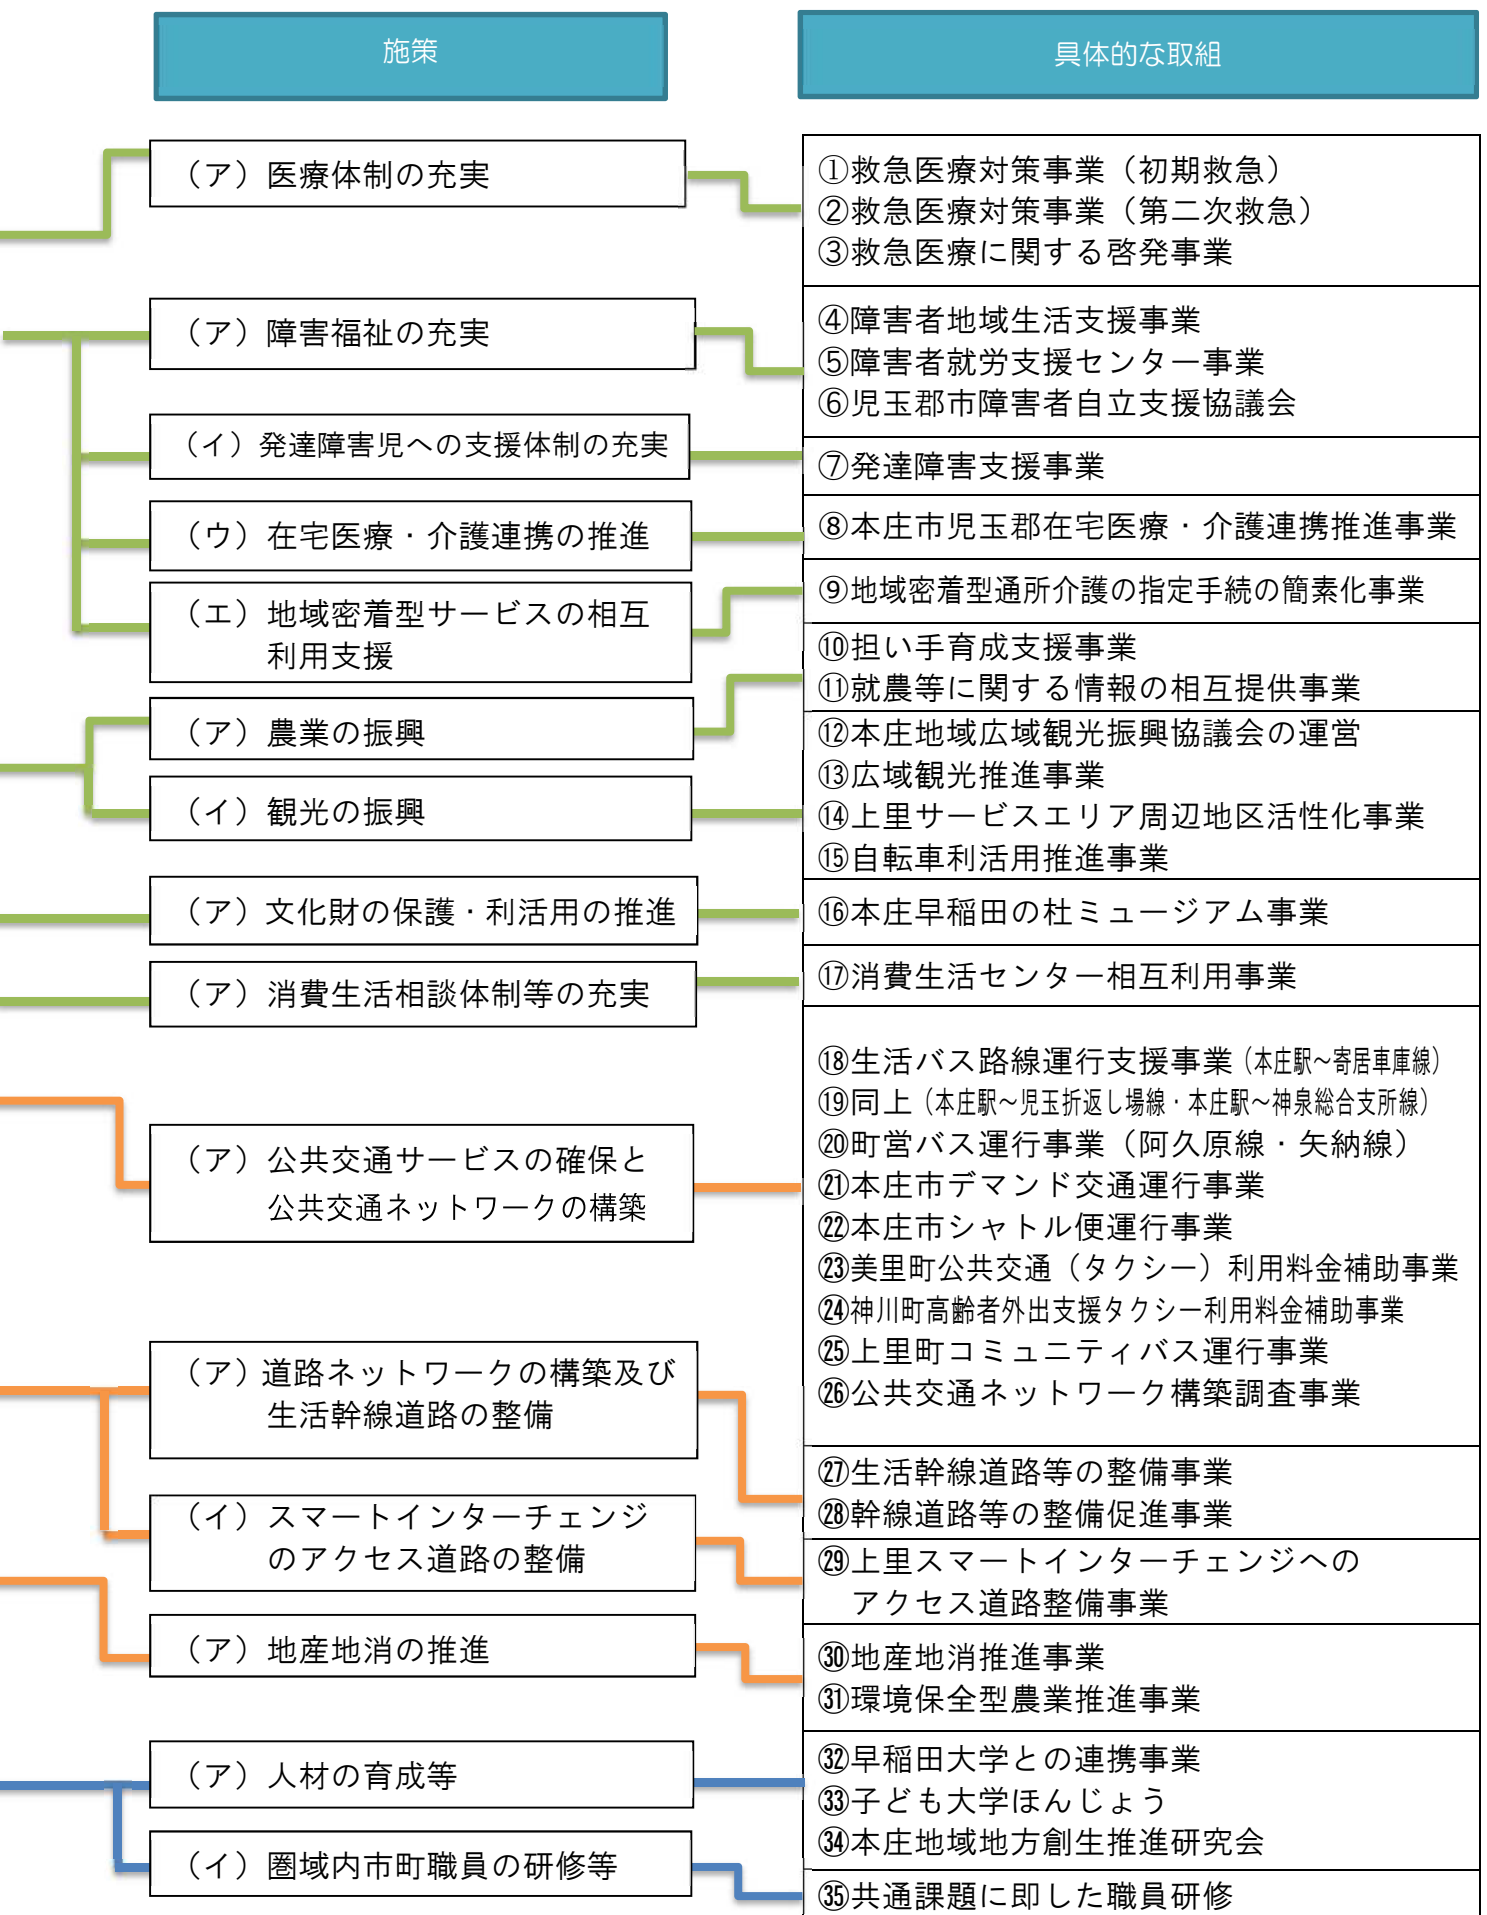 施策
具体的な取組
（ア）医療体制の充実
①救急医療対策事業（初期救急）
②救急医療対策事業（第二次救急）
③救急医療に関する啓発事業
（ア）障害福祉の充実
④障害者地域生活支援事業
⑤障害者就労支援センター事業
⑥児玉郡市障害者自立支援協議会
（イ）発達障害児への支援体制の充実
⑦発達障害支援事業
（ウ）在宅医療・介護連携の推進
⑧本庄市児玉郡在宅医療・介護連携推進事業
（エ）地域密着型サービスの相互
利用支援
⑨地域密着型通所介護の指定手続の簡素化事業
（ア）農業の振興
⑩担い手育成支援事業
⑪就農等に関する情報の相互提供事業
（イ）観光の振興
⑫本庄地域広域観光振興協議会の運営
⑬広域観光推進事業
⑭上里サービスエリア周辺地区活性化事業
⑮自転車利活用推進事業
（ア）文化財の保護・利活用の推進
⑯本庄早稲田の杜ミュージアム事業
（ア）消費生活相談体制等の充実
⑰消費生活センター相互利用事業
（ア）公共交通サービスの確保と
公共交通ネットワークの構築
⑱生活バス路線運行支援事業（本庄駅～寄居車庫線）
⑲同上（本庄駅～児玉折返し場線・本庄駅～神泉総合支所線）
⑳町営バス運行事業（阿久原線・矢納線）
㉑本庄市デマンド交通運行事業
㉒本庄市シャトル便運行事業
㉓美里町公共交通（タクシー）利用料金補助事業
㉔神川町高齢者外出支援タクシー利用料金補助事業
㉕上里町コミュニティバス運行事業
㉖公共交通ネットワーク構築調査事業
（ア）道路ネットワークの構築及び
生活幹線道路の整備
㉗生活幹線道路等の整備事業
㉘幹線道路等の整備促進事業
（イ）スマートインターチェンジ
のアクセス道路の整備
㉙上里スマートインターチェンジへの
アクセス道路整備事業
（ア）地産地消の推進
㉚地産地消推進事業
㉛環境保全型農業推進事業
（ア）人材の育成等
㉜早稲田大学との連携事業
㉝子ども大学ほんじょう
㉞本庄地域地方創生推進研究会
（イ）圏域内市町職員の研修等
㉟共通課題に即した職員研修